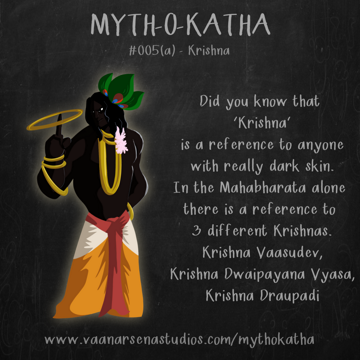 MYTH-O-KATHA
#005(a) - Krishna
Did you know that
'Krishna'
is a reference to anyone
with really dark skin.
In the Mahabharata alone
there is a reference to
3 different Krishnas.
Krishna Vaasudev,
Krishna Dwaipayana Vyasa,
Krishna Draupadi
www.vaanarsenastudios.com/mythokatha